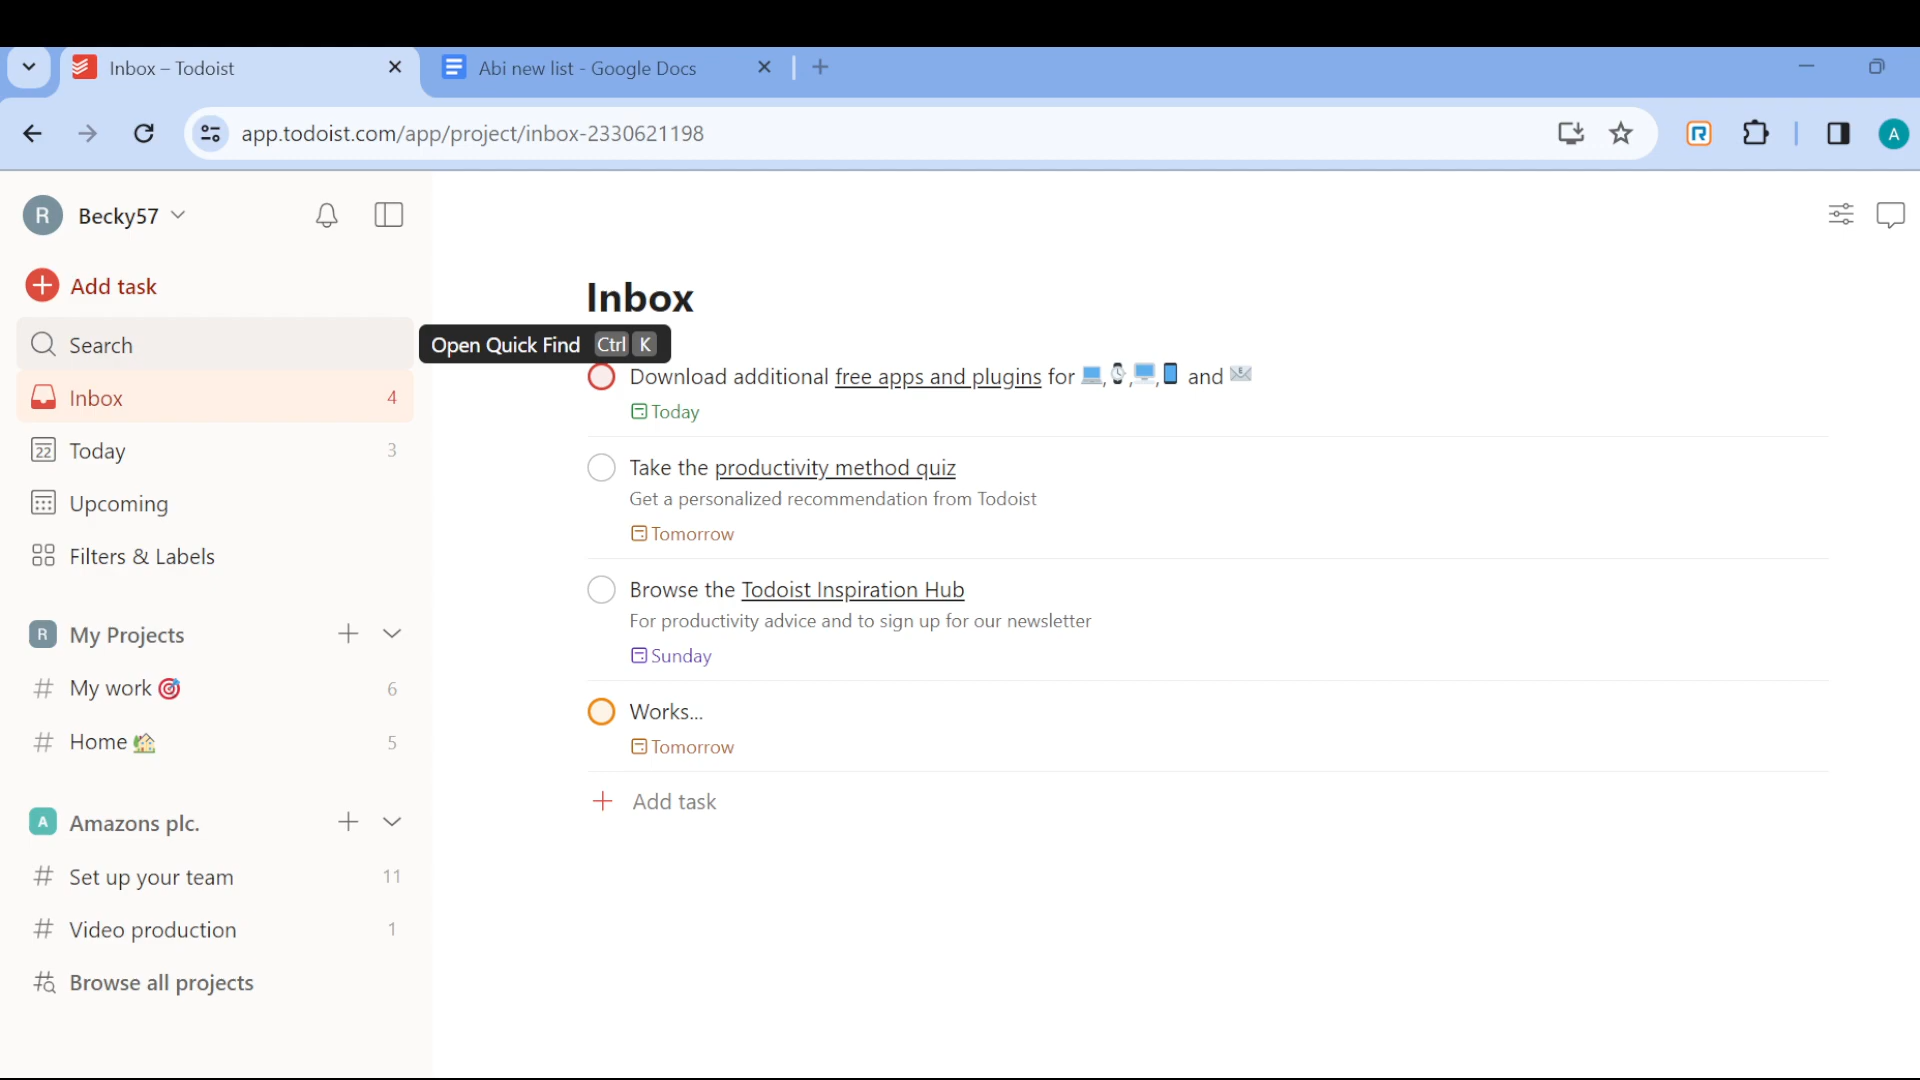 Inbox – Todoist
Abi new list - Google Docs
app.todoist.com/app/project/inbox-2330621198
A
R Becky57
Add task
Search
Open Quick Find Ctrl K
Inbox 4
22 Today 3
Upcoming
Filters & Labels
R My Projects
# My work 🎯 6
# Home 🏡 5
A Amazons plc.
# Set up your team 11
# Video production 1
Browse all projects
Inbox
Download additional free apps and plugins for 💻,⌚,🖥️,📱 and 📧
Today
Take the productivity method quiz
Get a personalized recommendation from Todoist
Tomorrow
Browse the Todoist Inspiration Hub
For productivity advice and to sign up for our newsletter
Sunday
Works...
Tomorrow
Add task